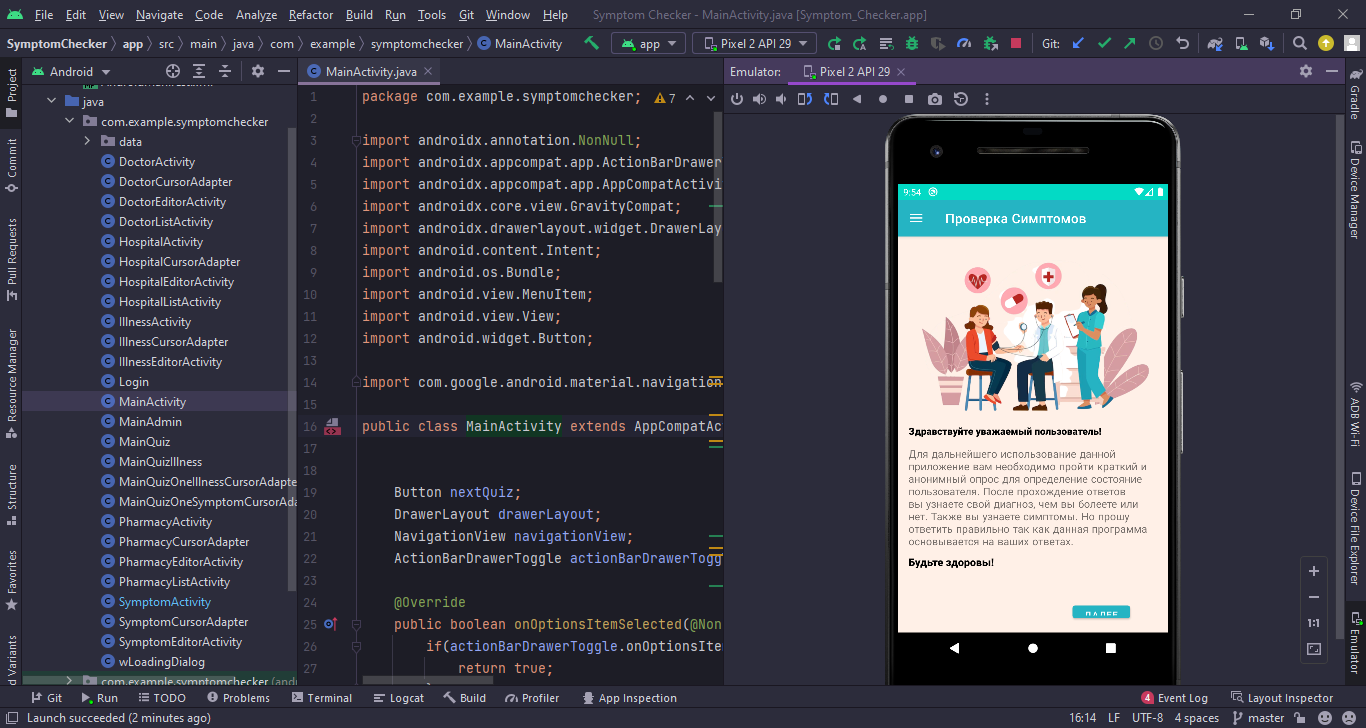 File Edit View Navigate Code Analyze Refactor Build Run Tools Git Window Help Symptom Checker - MainActivity.java [Symptom_Checker.app]
SymptomChecker app src main java com example symptomchecker MainActivity app Pixel 2 API 29 Git:
Android MainActivity.java Emulator: Pixel 2 API 29
Project
Commit
Pull Requests
Resource Manager
Structure
Favorites
d Variants
java
com.example.symptomchecker
data
DoctorActivity
DoctorCursorAdapter
DoctorEditorActivity
DoctorListActivity
HospitalActivity
HospitalCursorAdapter
HospitalEditorActivity
HospitalListActivity
IllnessActivity
IllnessCursorAdapter
IllnessEditorActivity
Login
MainActivity
MainAdmin
MainQuiz
MainQuizIllness
MainQuizOneIllnessCursorAdapte
MainQuizOneSymptomCursorAda
PharmacyActivity
PharmacyCursorAdapter
PharmacyEditorActivity
PharmacyListActivity
SymptomActivity
SymptomCursorAdapter
SymptomEditorActivity
wLoadingDialog
com.example.symptomchecker (and
7
1 package com.example.symptomchecker;
2
3 import androidx.annotation.NonNull;
4 import androidx.appcompat.app.ActionBarDrawer
5 import androidx.appcompat.app.AppCompatActivi
6 import androidx.core.view.GravityCompat;
7 import androidx.drawerlayout.widget.DrawerLay
8 import android.content.Intent;
9 import android.os.Bundle;
10 import android.view.MenuItem;
11 import android.view.View;
12 import android.widget.Button;
13
14 import com.google.android.material.navigation
15
16 public class MainActivity extends AppCompatAc
17
18
19 Button nextQuiz;
20 DrawerLayout drawerLayout;
21 NavigationView navigationView;
22 ActionBarDrawerToggle actionBarDrawerTogg
23
24 @Override
25 public boolean onOptionsItemSelected(@Non
26 if(actionBarDrawerToggle.onOptionsIte
27 return true;
9:54
Проверка Симптомов
Здравствуйте уважаемый пользователь!
Для дальнейшего использование данной
приложение вам необходимо пройти краткий и
анонимный опрос для определение состояние
пользователя. После прохождение ответов
вы узнаете свой диагноз, чем вы болеете или
нет. Также вы узнаете симптомы. Но прошу
ответить правильно так как данная программа
основывается на ваших ответах.
Будьте здоровы!
ДАЛЕЕ
1:1
Gradle
Device Manager
ADB Wi-Fi
Device File Explorer
Emulator
Git Run TODO Problems Terminal Logcat Build Profiler App Inspection 4 Event Log Layout Inspector
Launch succeeded (2 minutes ago) 16:14 LF UTF-8 4 spaces master